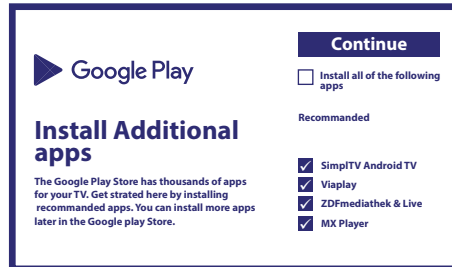 Google Play
Install Additional
apps
The Google Play Store has thousands of apps
for your TV. Get strated here by installing
recommanded apps. You can install more apps
later in the Google play Store.
Continue
Install all of the following
apps
Recommanded
SimplTV Android TV
Viaplay
ZDFmediathek & Live
MX Player